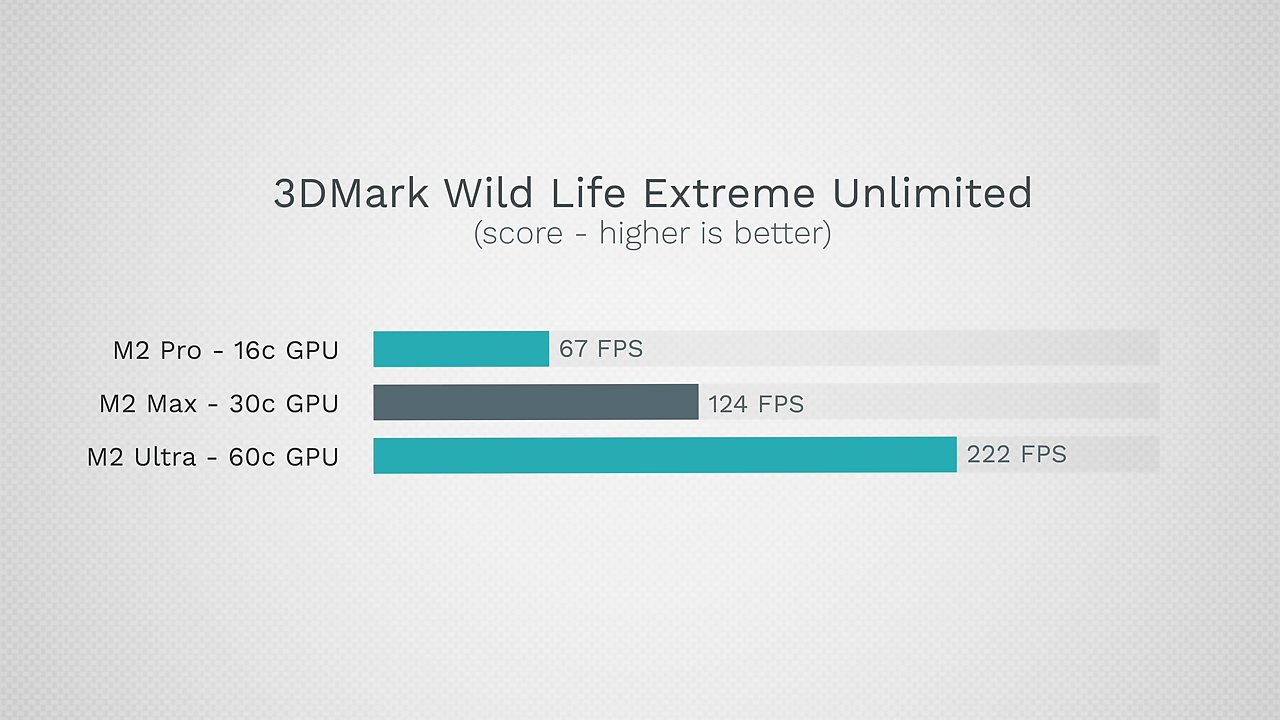 3DMark Wild Life Extreme Unlimited
(score - higher is better)
M2 Pro - 16c GPU 67 FPS
M2 Max - 30c GPU 124 FPS
M2 Ultra - 60c GPU 222 FPS